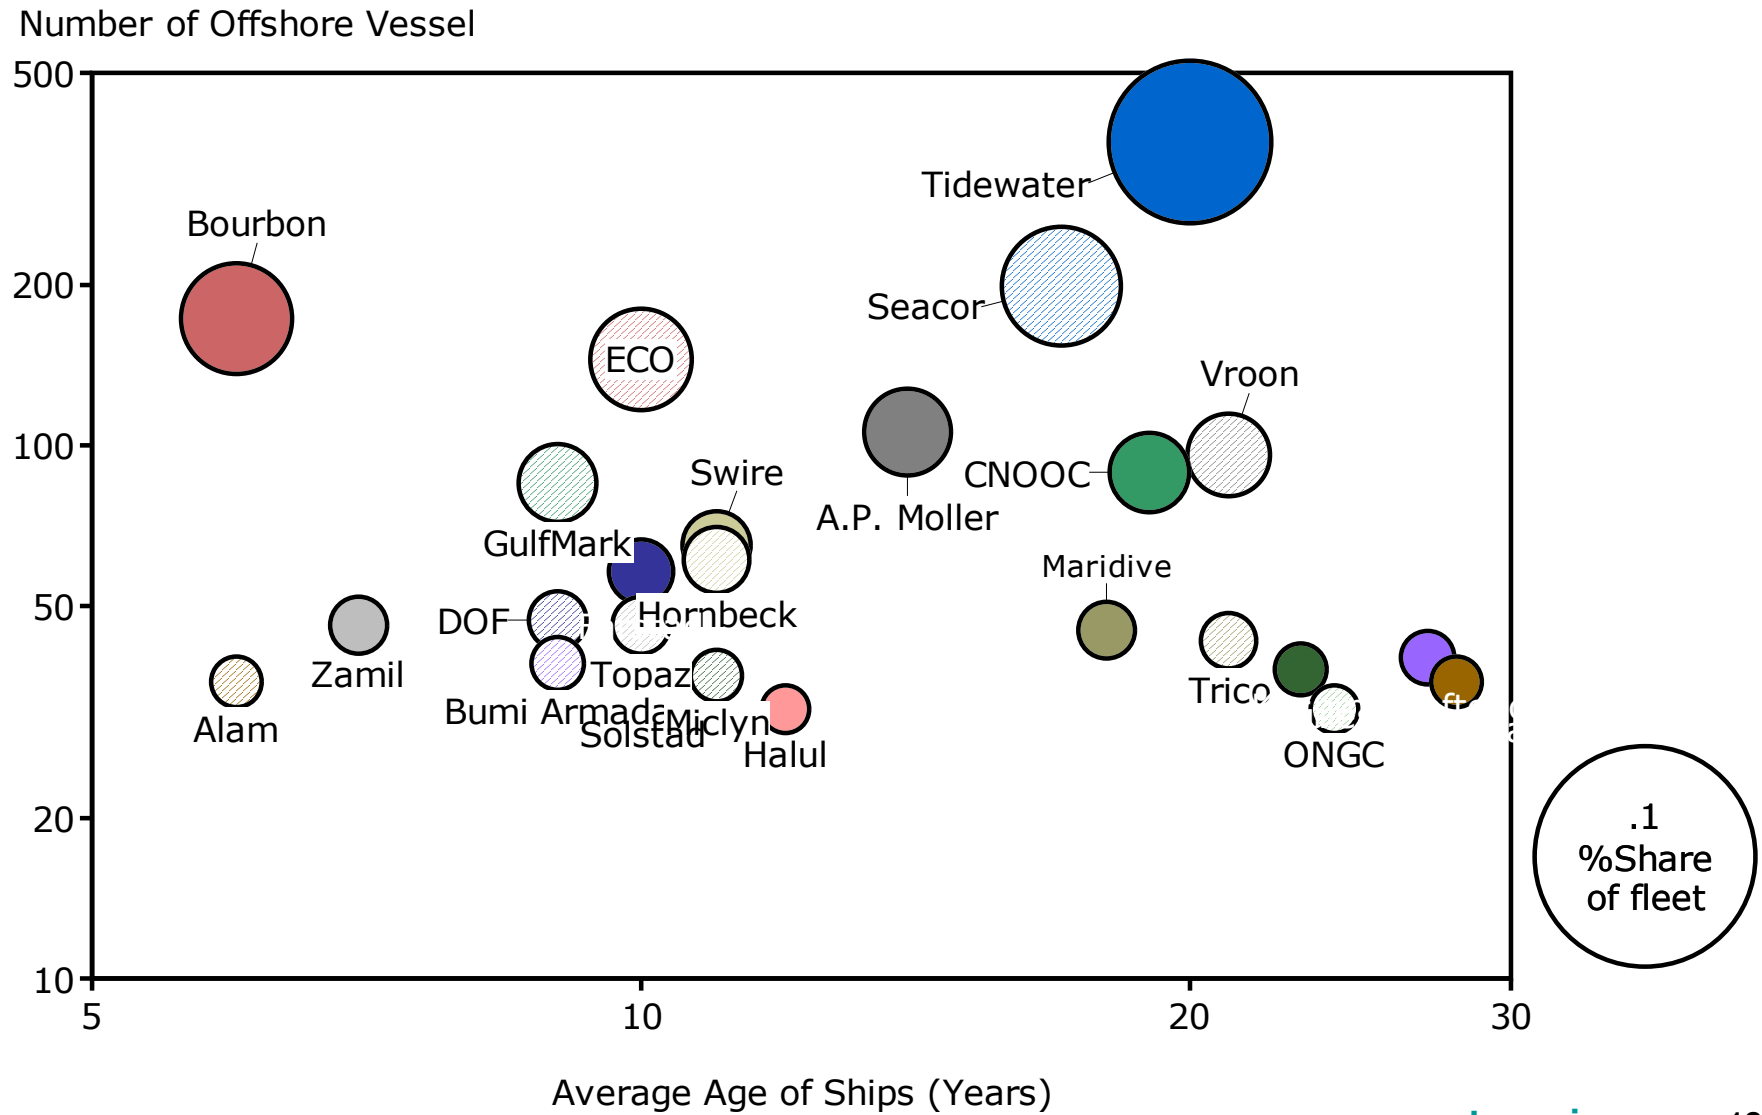 Number of Offshore Vessel
500
Tidewater
Bourbon
200
Seacor
ECO
Vroon
100
Swire
CNOOC
A.P. Moller
GulfMark
Maridive
50
DOF
Hornbeck
Zamil
Topaz
Trico
Bumi Armada
Miclyn
Alam
Solstad
Halul
ONGC
20
.1
%Share
of fleet
10
5
10
20
30
Average Age of Ships (Years)